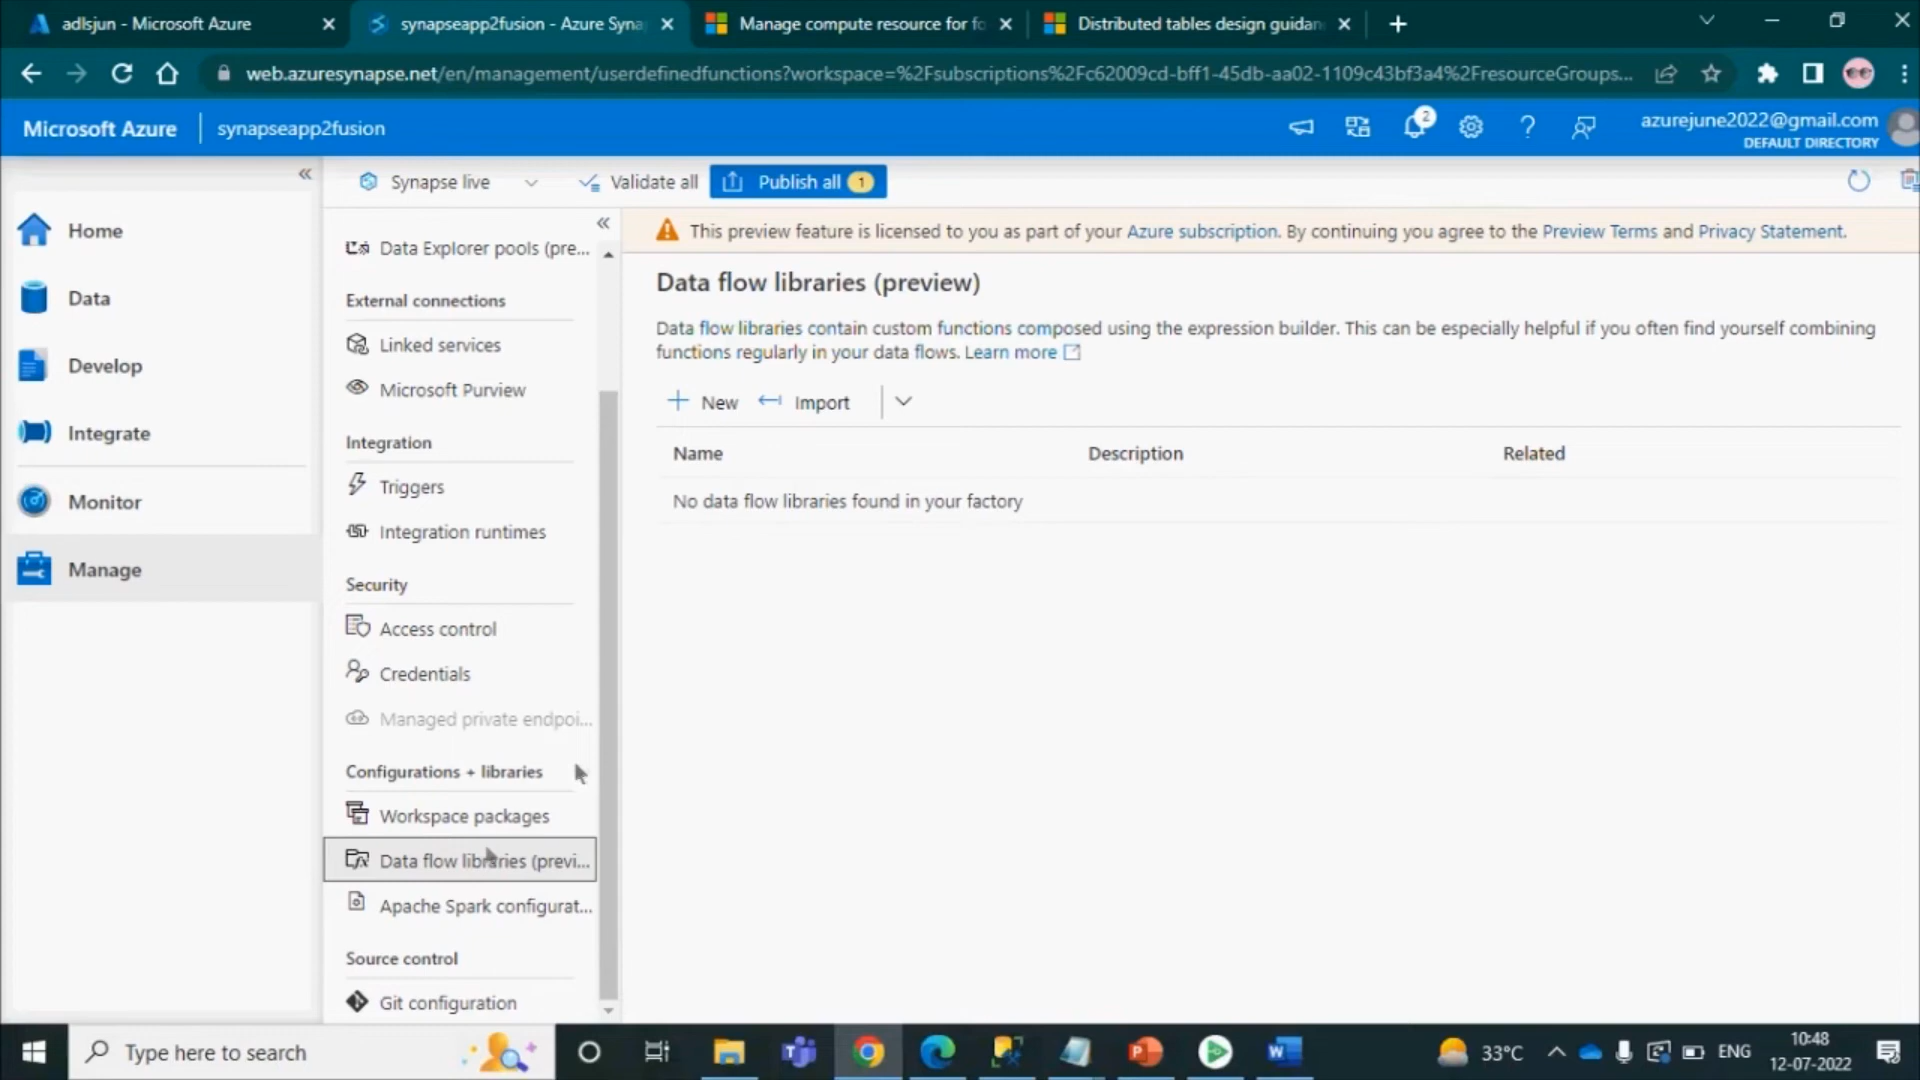 adlsjun - Microsoft Azure
synapseapp2fusion - Azure Syna
Manage compute resource for fo
Distributed tables design guidan
web.azuresynapse.net/en/management/userdefinedfunctions?workspace=%2Fsubscriptions%2Fc62009cd-bff1-45db-aa02-1109c43bf3a4%2FresourceGroups...
Microsoft Azure
synapseapp2fusion
2
azurejune2022@gmail.com
DEFAULT DIRECTORY
Synapse live
Validate all
Publish all 1
Home
Data
Develop
Integrate
Monitor
Manage
Data Explorer pools (pre...
External connections
Linked services
Microsoft Purview
Integration
Triggers
Integration runtimes
Security
Access control
Credentials
Managed private endpoi...
Configurations + libraries
Workspace packages
Data flow libraries (previ...
Apache Spark configurat...
Source control
Git configuration
This preview feature is licensed to you as part of your Azure subscription. By continuing you agree to the Preview Terms and Privacy Statement.
Data flow libraries (preview)
Data flow libraries contain custom functions composed using the expression builder. This can be especially helpful if you often find yourself combining
functions regularly in your data flows. Learn more
New
Import
Name Description Related
No data flow libraries found in your factory
Type here to search
33°C
ENG
10:48
12-07-2022